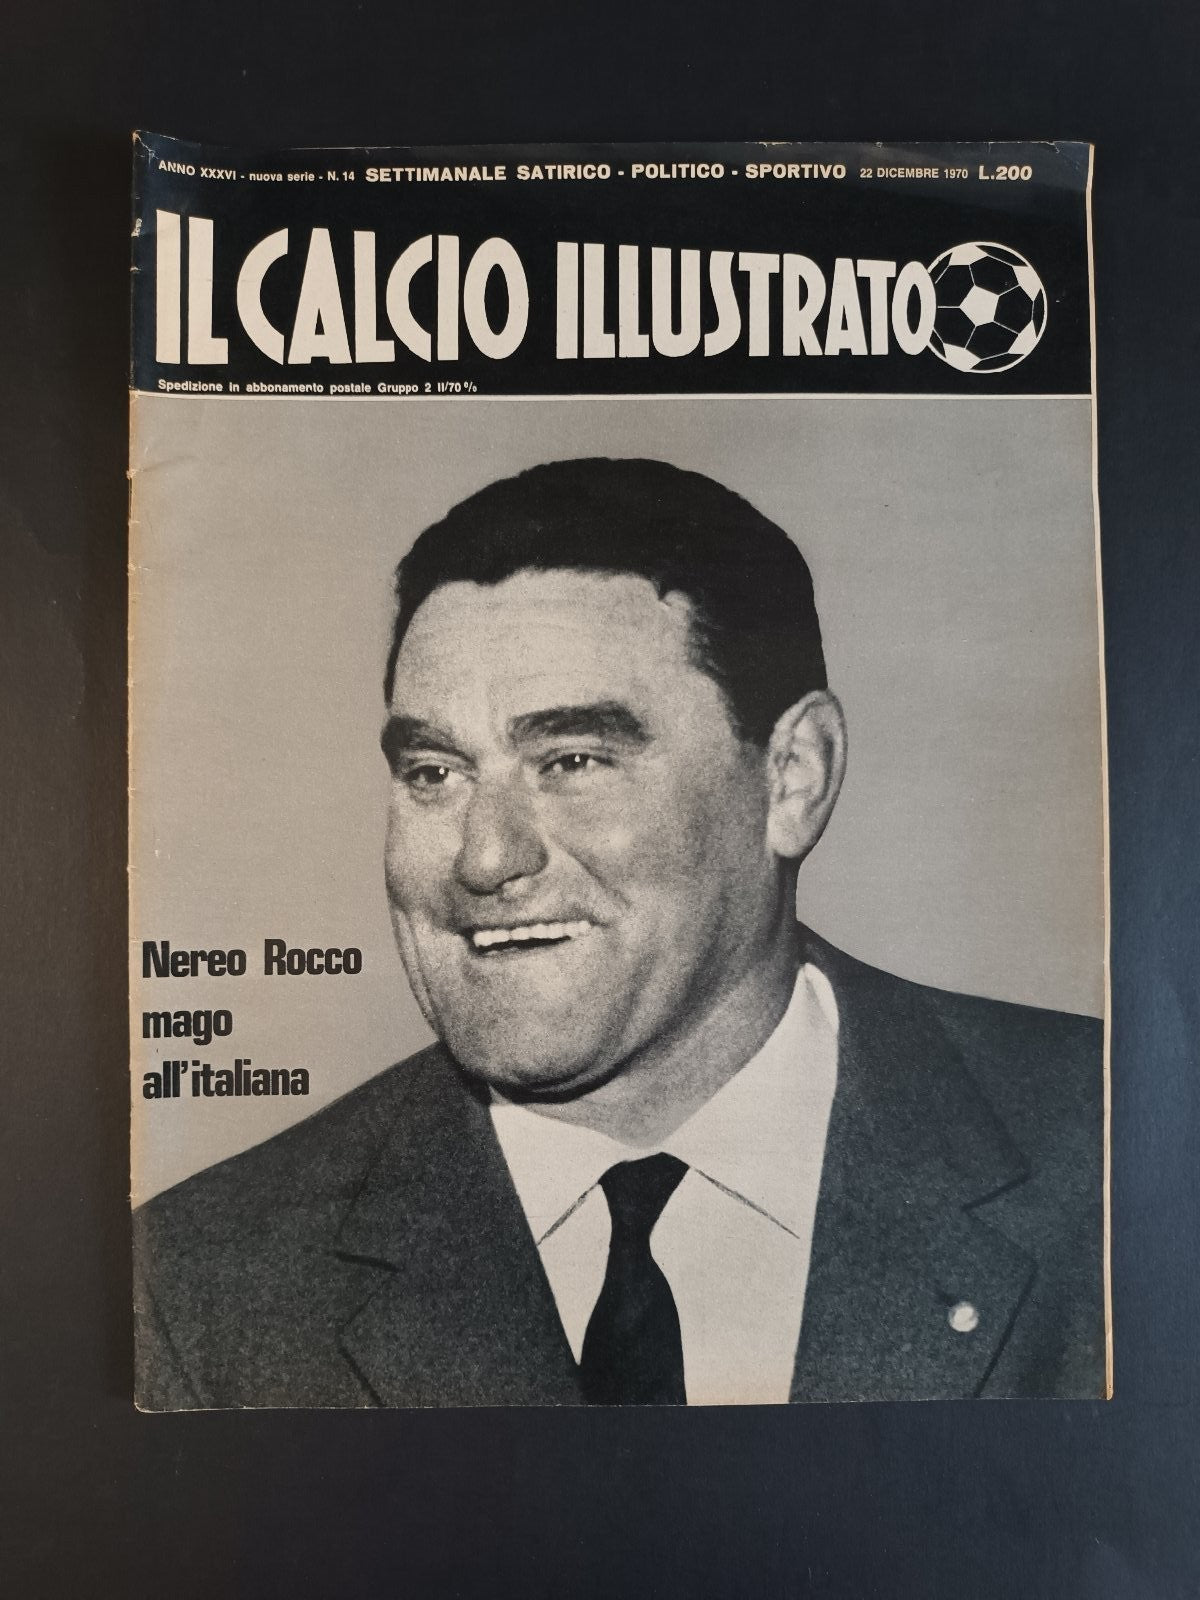 ANNO XXXVI - nuova serie - N. 14 SETTIMANALE SATIRICO - POLITICO - SPORTIVO 22 DICEMBRE 1970 L.200
IL CALCIO ILLUSTRATO
Spedizione in abbonamento postale Gruppo 2 II/70 %
Nereo Rocco
mago
all'italiana